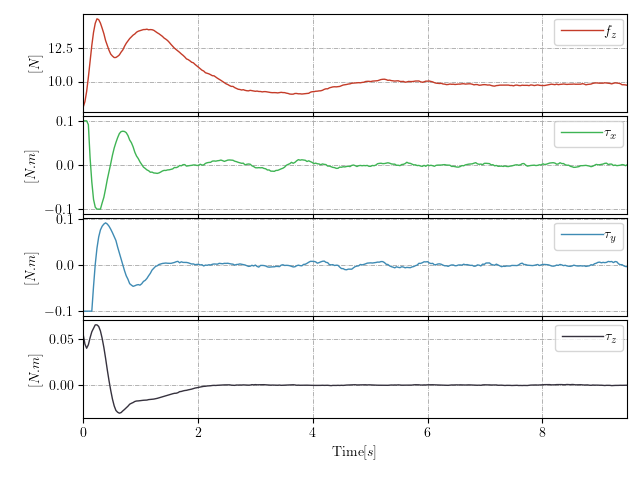 12.5
10.0
[N]
f_z
0.1
0.0
−0.1
[N.m]
τ_x
0.1
0.0
−0.1
[N.m]
τ_y
0.05
0.00
[N.m]
τ_z
0 2 4 6 8
Time[s]